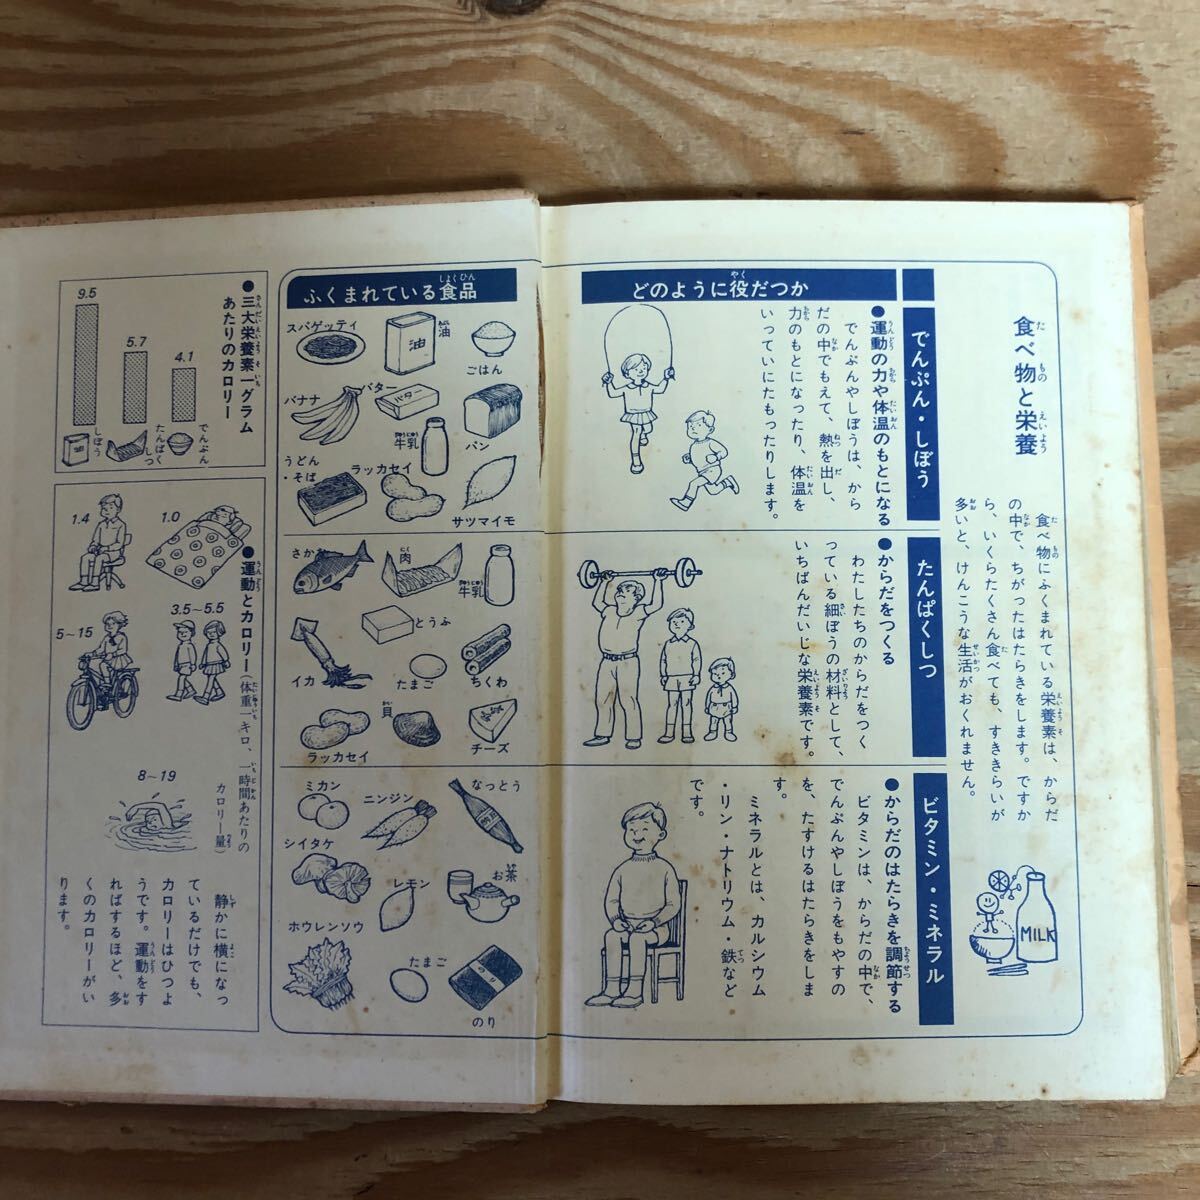 食べ物と栄養
食べ物にふくまれている栄養素は、からだ
の中で、ちがったはたらきをします。ですか
ら、いくらたくさん食べても、すききらいが
多いと、けんこうな生活がおくれません。
MILK
どのように役だつか
ふくまれている食品
でんぷん・しぼう
●運動の力や体温のもとになる
でんぷんやしぼうは、から
だの中でもえて、熱を出し、
力のもとになったり、体温を
いっていにたもったりします。
スパゲッティ
油
油
ごはん
バナナ
バター
バター
牛乳
パン
うどん
・そば
ラッカセイ
サツマイモ
たんぱくしつ
●からだをつくる
わたしたちのからだをつく
っている細ぼうの材料として、
いちばんだいじな栄養素です。
さかな
肉
牛乳
とうふ
イカ
たまご
ちくわ
ラッカセイ
貝
チーズ
ビタミン・ミネラル
●からだのはたらきを調節する
ビタミンは、からだの中で、
でんぷんやしぼうをもやすの
を、たすけるはたらきをしま
す。
ミネラルとは、カルシウム
・リン・ナトリウム・鉄など
です。
ミカン
ニンジン
なっとう
シイタケ
レモン
お茶
ホウレンソウ
たまご
のり
のり
●三大栄養素一グラム
あたりのカロリー
9.5
5.7
4.1
しぼう
たんぱくしつ
でんぷん
●運動とカロリー(体重一キロ、一時間あたりの
カロリー量)
1.4
1.0
5〜15
3.5〜5.5
8〜19
静かに横になっ
ているだけでも、
カロリーはひつよ
うです。運動をす
ればするほど、多
くのカロリーがい
ります。